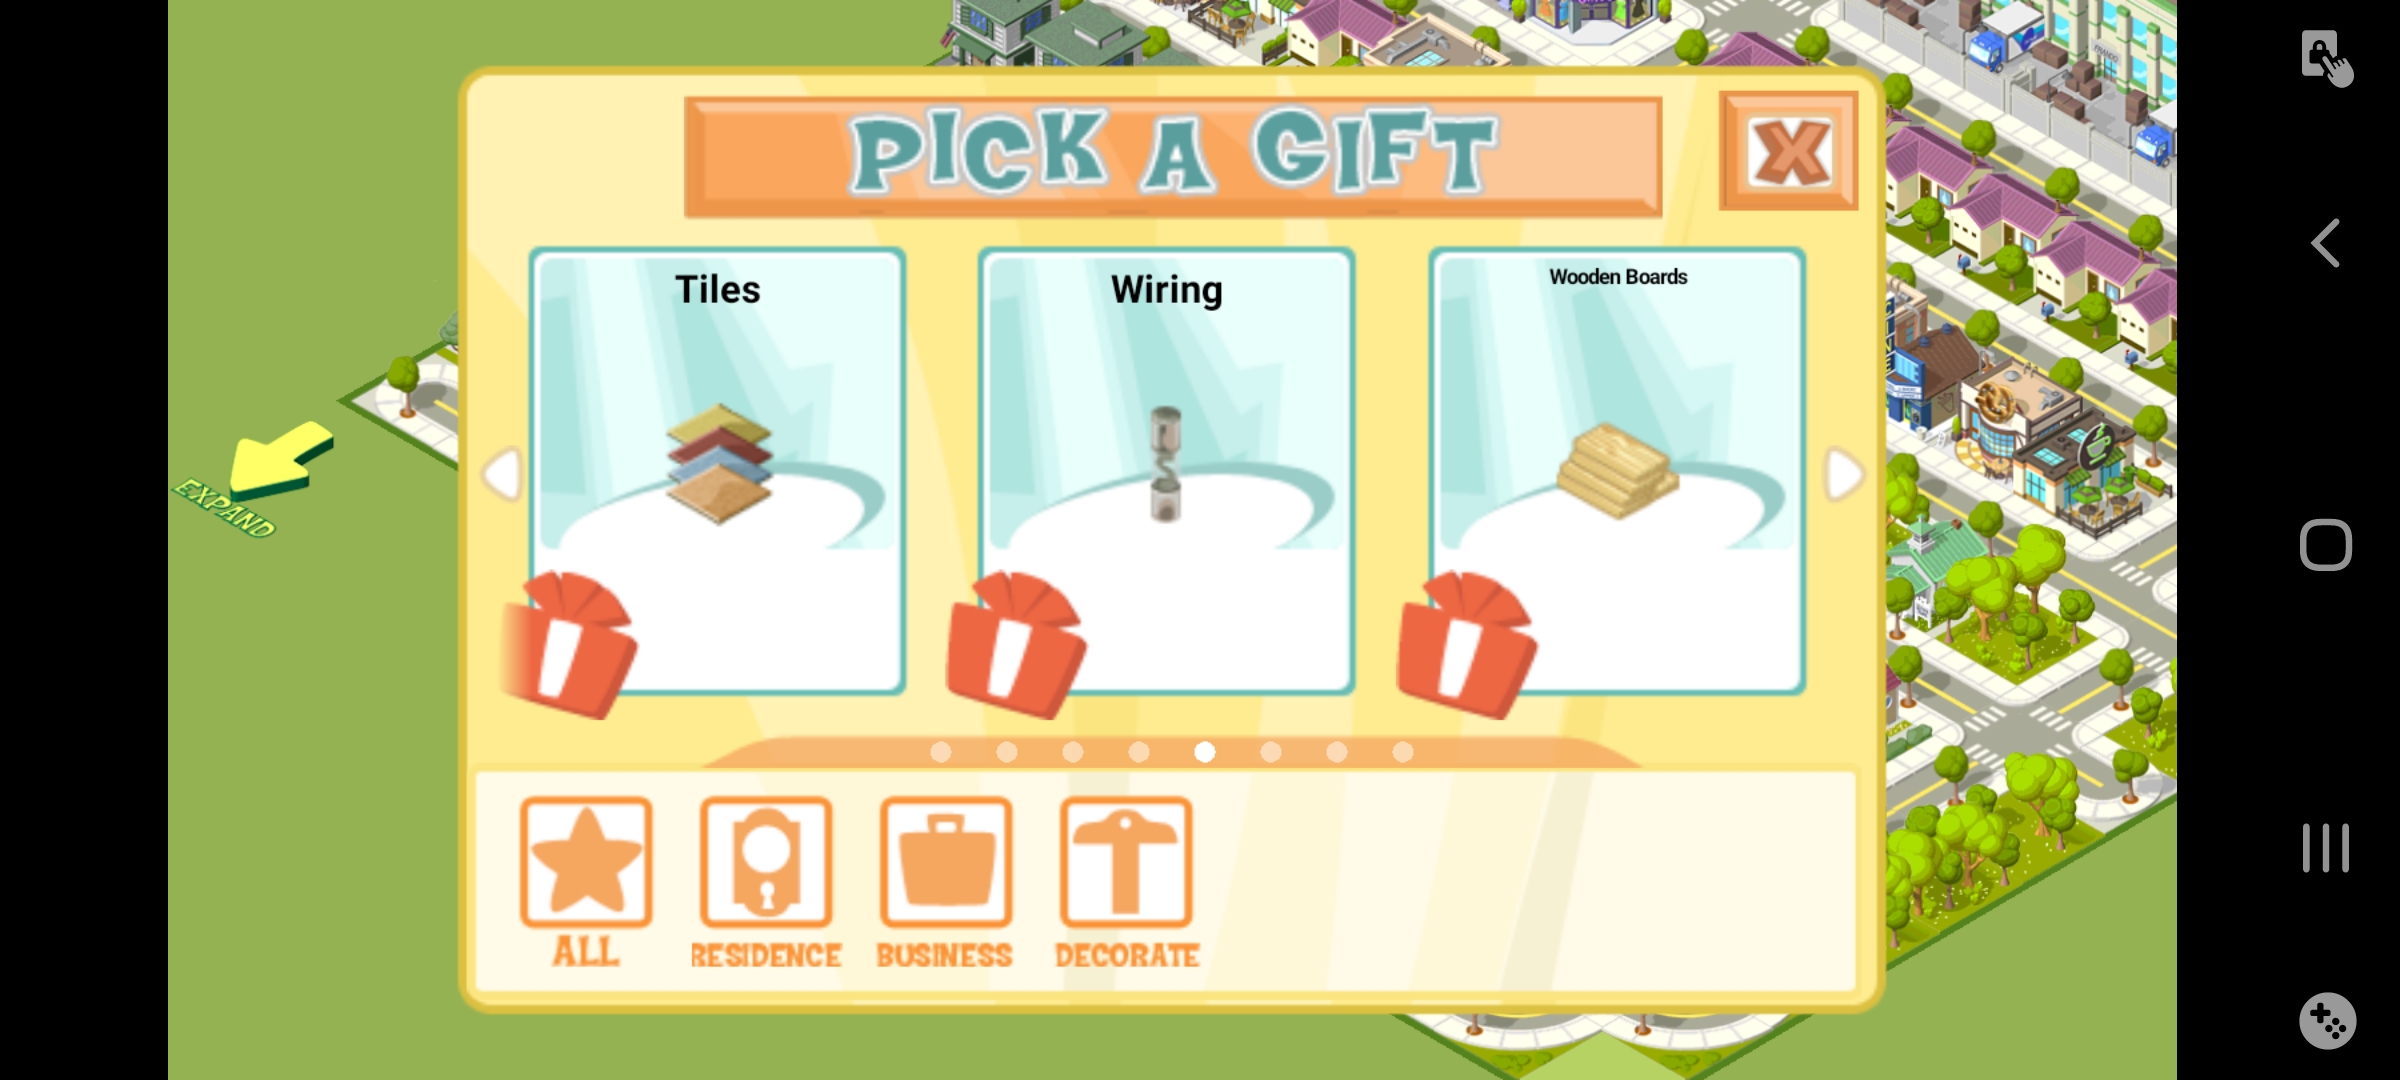 PICK A GIFT
X
Tiles
Wiring
Wooden Boards
EXPAND
ALL
RESIDENCE
BUSINESS
DECORATE